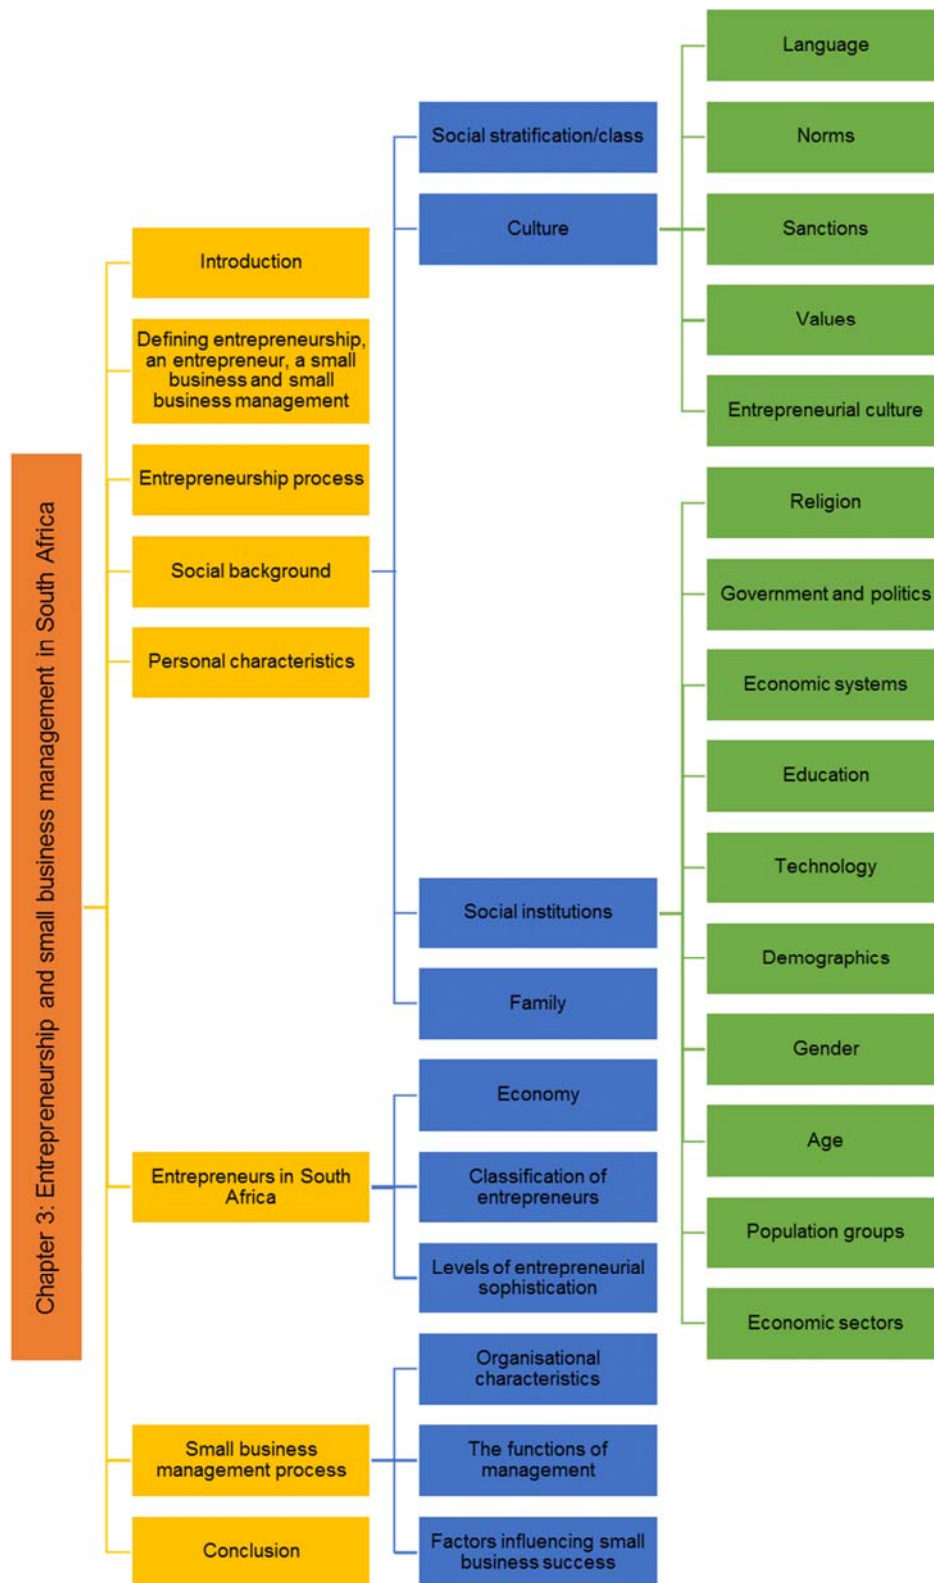 Chapter 3: Entrepreneurship and small business management in South Africa
Introduction
Defining entrepreneurship,
an entrepreneur, a small
business and small
business management
Entrepreneurship process
Social background
Social stratification/class
Culture
Language
Norms
Sanctions
Values
Entrepreneurial culture
Social institutions
Religion
Government and politics
Economic systems
Education
Technology
Demographics
Gender
Age
Population groups
Economic sectors
Family
Personal characteristics
Entrepreneurs in South
Africa
Economy
Classification of
entrepreneurs
Levels of entrepreneurial
sophistication
Small business
management process
Organisational
characteristics
The functions of
management
Factors influencing small
business success
Conclusion